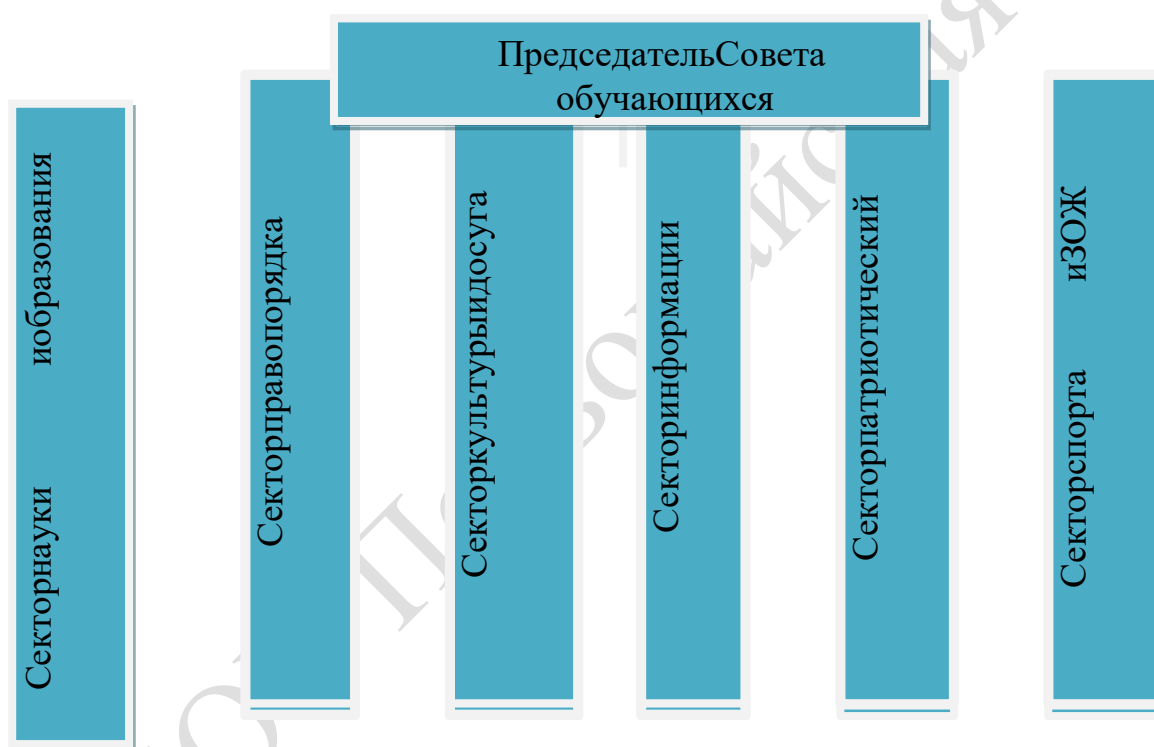 ПредседательСовета
обучающихся
Секторнауки иобразования
Секторправопорядка
Секторкультурыидосуга
Секторинформации
Секторпатриотический
Секторспорта иЗОЖ